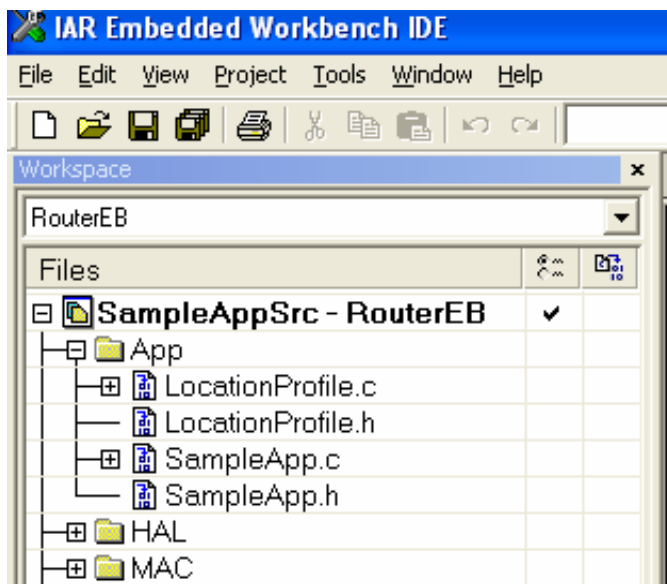 IAR Embedded Workbench IDE
File Edit View Project Tools Window Help
Workspace
RouterEB
Files
SampleAppSrc - RouterEB
App
LocationProfile.c
LocationProfile.h
SampleApp.c
SampleApp.h
HAL
MAC